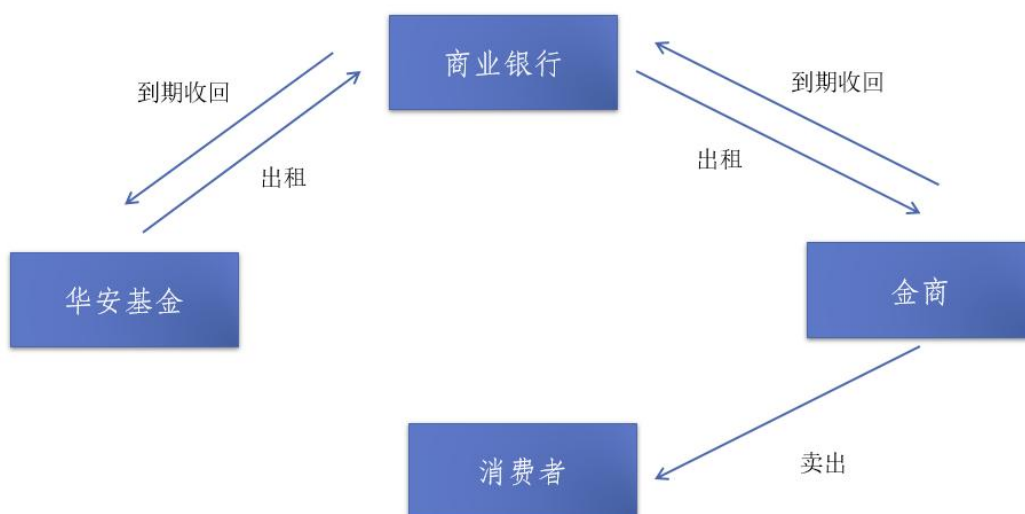 商业银行
到期收回
到期收回
出租
出租
华安基金
金商
消费者
卖出